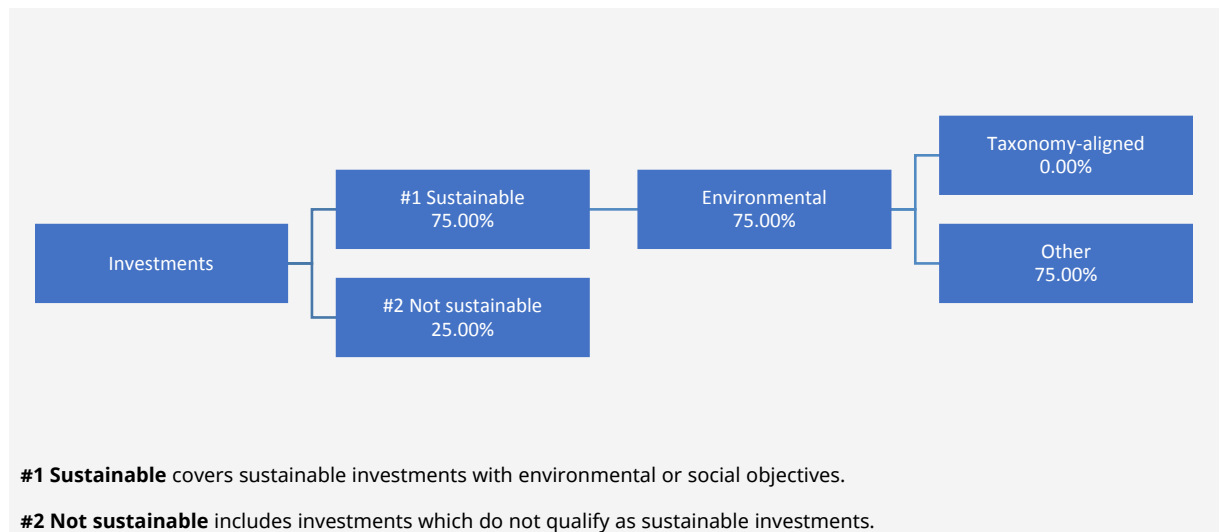 Investments
#1 Sustainable
75.00%
#2 Not sustainable
25.00%
Environmental
75.00%
Taxonomy-aligned
0.00%
Other
75.00%
#1 Sustainable covers sustainable investments with environmental or social objectives.
#2 Not sustainable includes investments which do not qualify as sustainable investments.